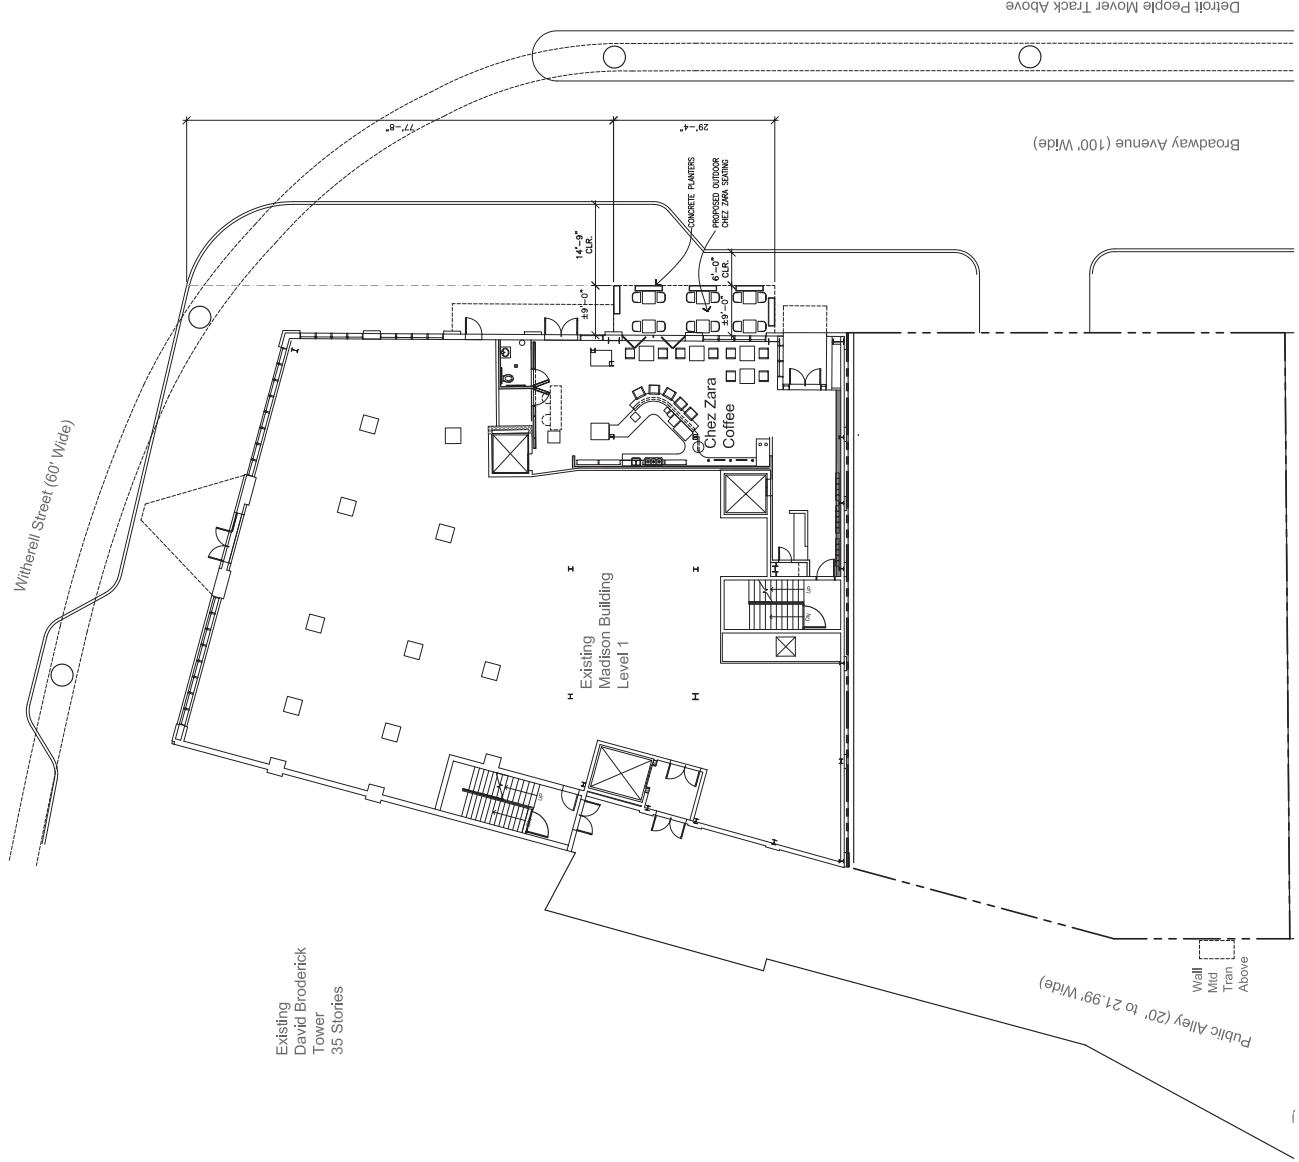 Detroit People Mover Track Above
Broadway Avenue (100' Wide)
77'-8"
29'-4"
CONCRETE PLANTERS
PROPOSED OUTDOOR
CHEZ ZARA SEATING
14'-9"
CLR.
6'-0"
CLR.
±9'-0"
±9'-0"
Witherell Street (60' Wide)
Chez Zara
Coffee
Existing
Madison Building
Level 1
UP
DN
UP
Existing
David Broderick
Tower
35 Stories
Wall
Mtd
Tran
Above
Public Alley (20' to 21.99' Wide)